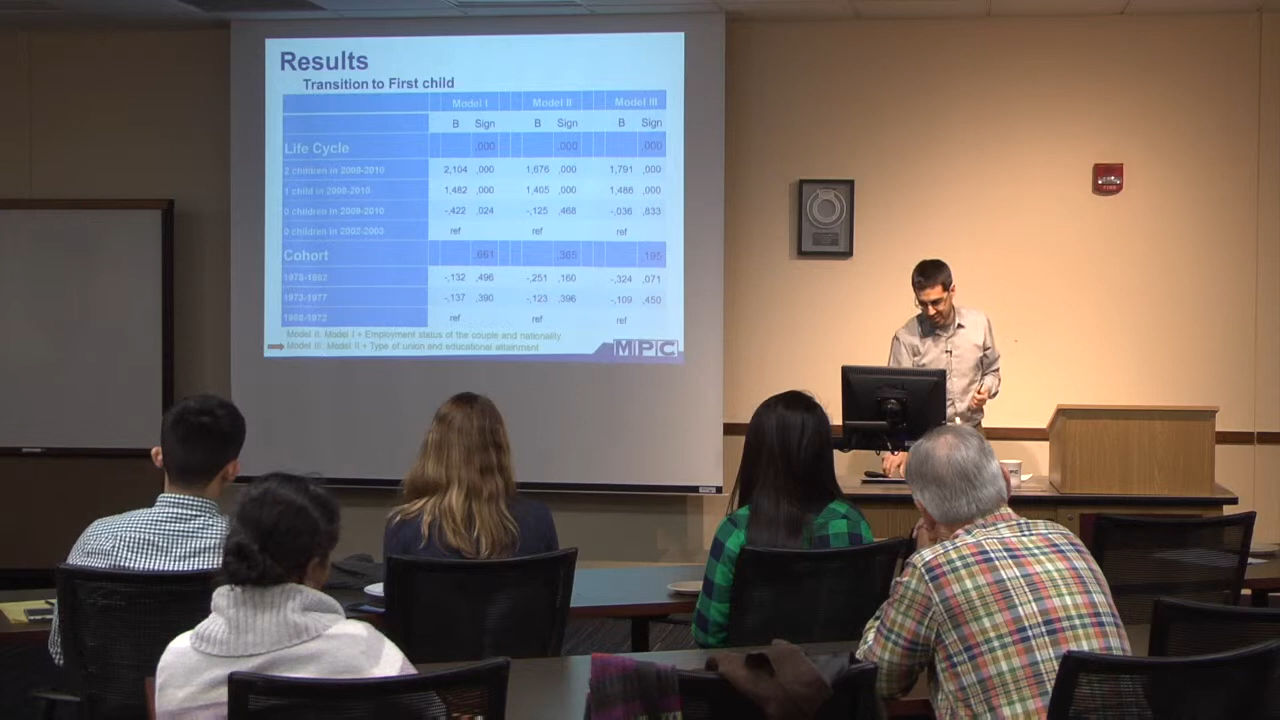 Results
Transition to First child
Model I Model II Model III
B Sign B Sign B Sign
Life Cycle .000 .000 .000
2 children in 2009-2010 2,104 ,000 1,676 ,000 1,791 ,000
1 child in 2009-2010 1,482 ,000 1,405 ,000 1,486 ,000
0 children in 2009-2010 -,422 ,024 -,125 ,468 -,036 ,833
0 children in 2002-2003 ref ref ref
Cohort .661 .365 .195
1978-1982 -,132 ,496 -,251 ,160 -,324 ,071
1973-1977 -,137 ,390 -,123 ,396 -,109 ,450
1968-1972 ref ref ref
Model II: Model I + Employment status of the couple and nationality
Model III: Model II + Type of union and educational attainment
MPC
FIRE